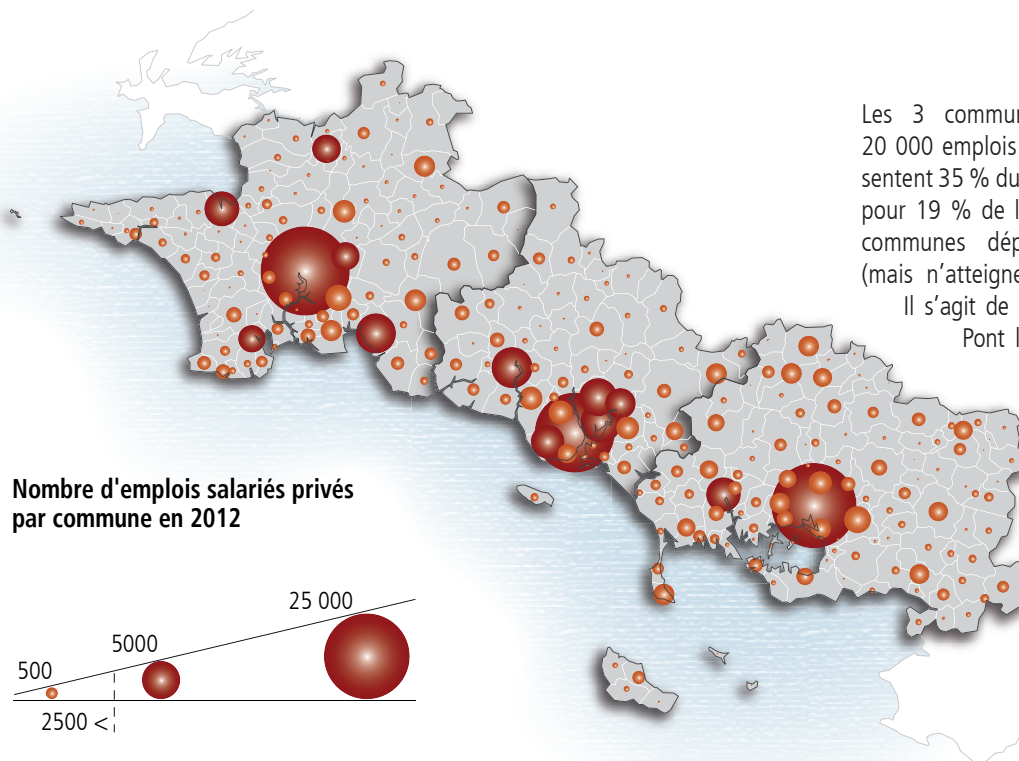 Les 3 commun
20 000 emplois
sentent 35 % du
pour 19 % de l
communes dép
(mais n’atteigne
Il s’agit de
Pont l
Nombre d'emplois salariés privés
par commune en 2012
25 000
5000
500
2500 <